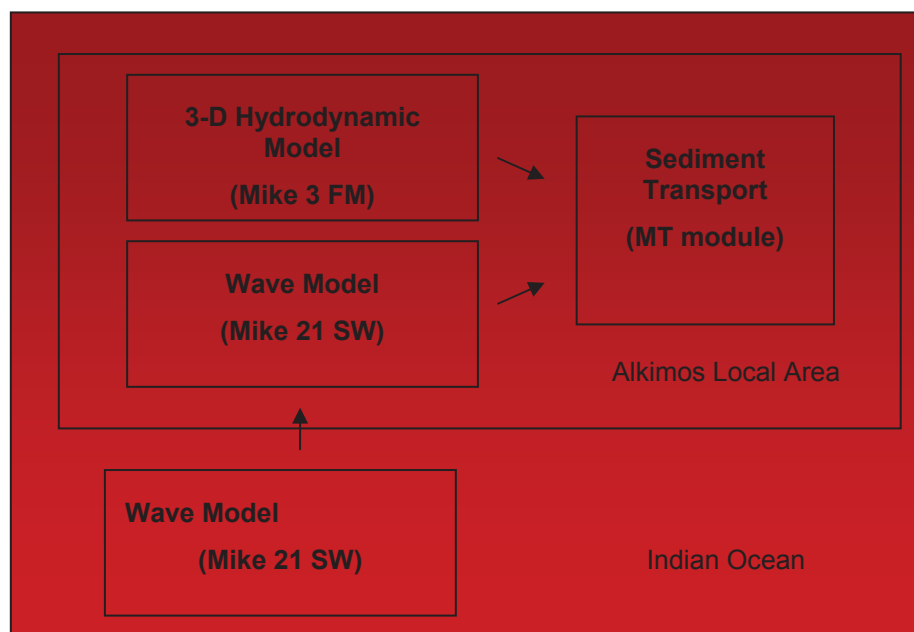 3-D Hydrodynamic
Model
(Mike 3 FM)
Sediment
Transport
(MT module)
Wave Model
(Mike 21 SW)
Alkimos Local Area
Wave Model
(Mike 21 SW)
Indian Ocean